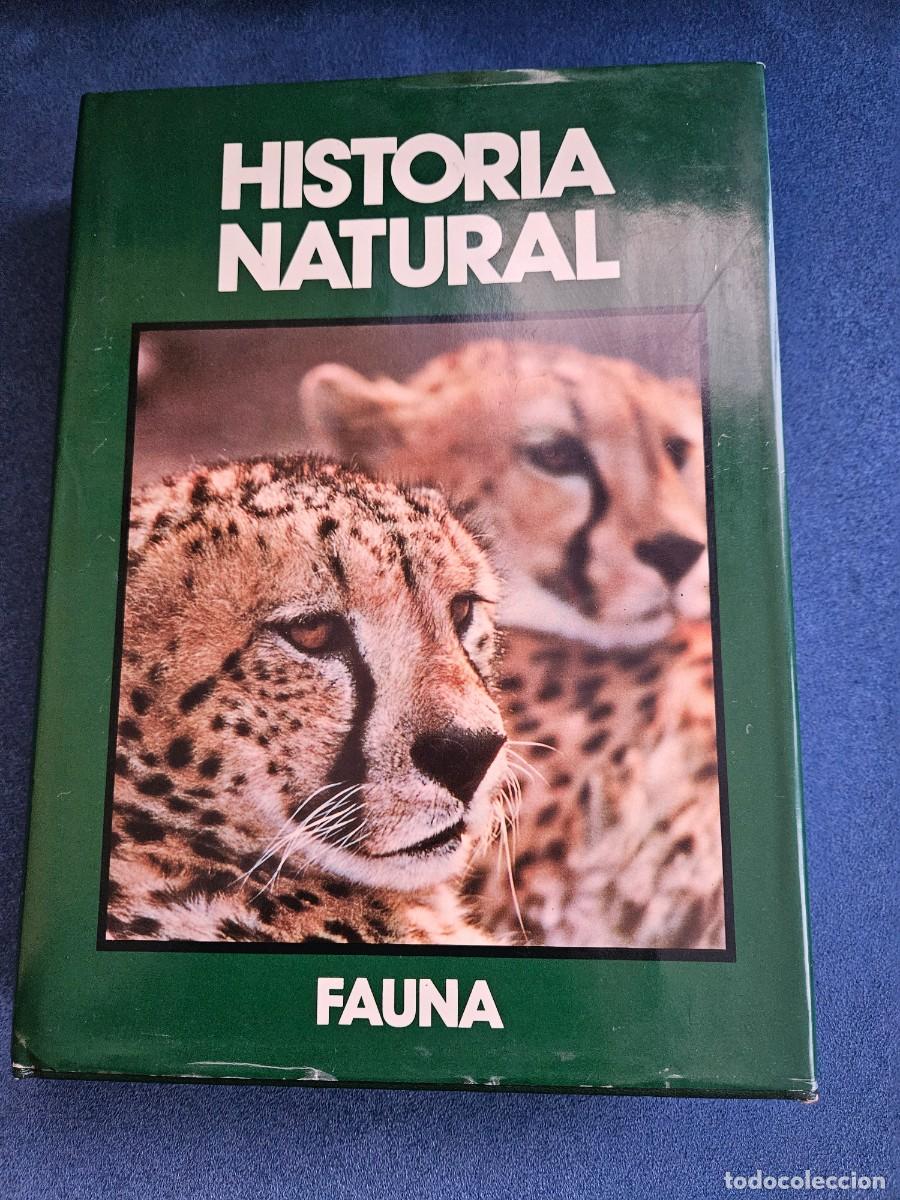 HISTORIA
NATURAL
FAUNA
todocoleccion